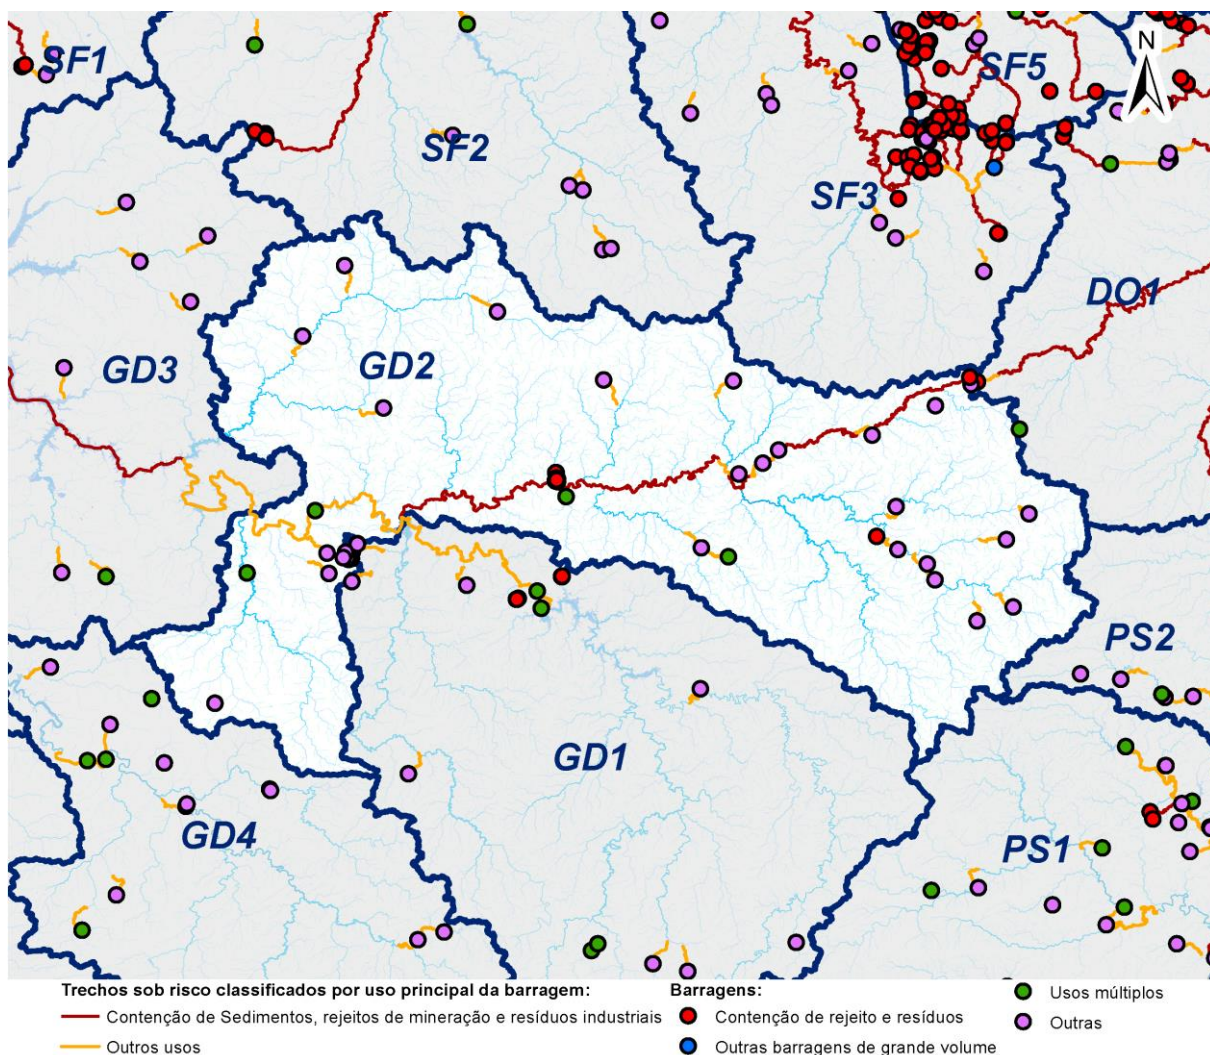 N
SF1
SF5
SF2
SF3
DO1
GD3
GD2
PS2
GD1
GD4
PS1
Trechos sob risco classificados por uso principal da barragem:
Contenção de Sedimentos, rejeitos de mineração e resíduos industriais
Outros usos
Barragens:
Contenção de rejeito e resíduos
Outras barragens de grande volume
Usos múltiplos
Outras